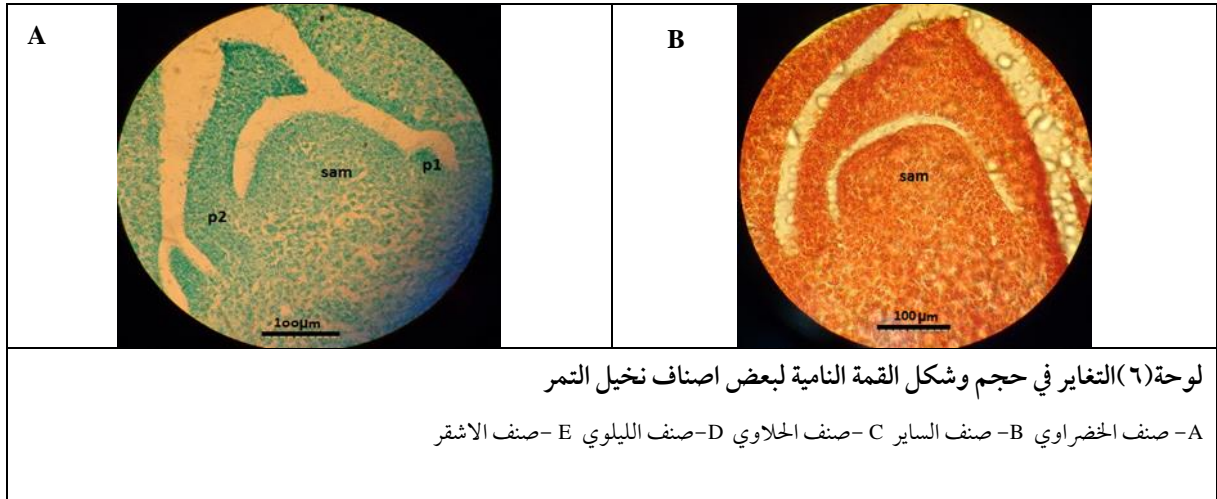 A
B
sam
p1
p2
1ooµm
sam
100µm
لوحة(٦)التغاير في حجم وشكل القمة النامية لبعض اصناف نخيل التمر
A- صنف الخضراوي B- صنف الساير C -صنف الحلاوي D-صنف الليلوي E -صنف الاشقر